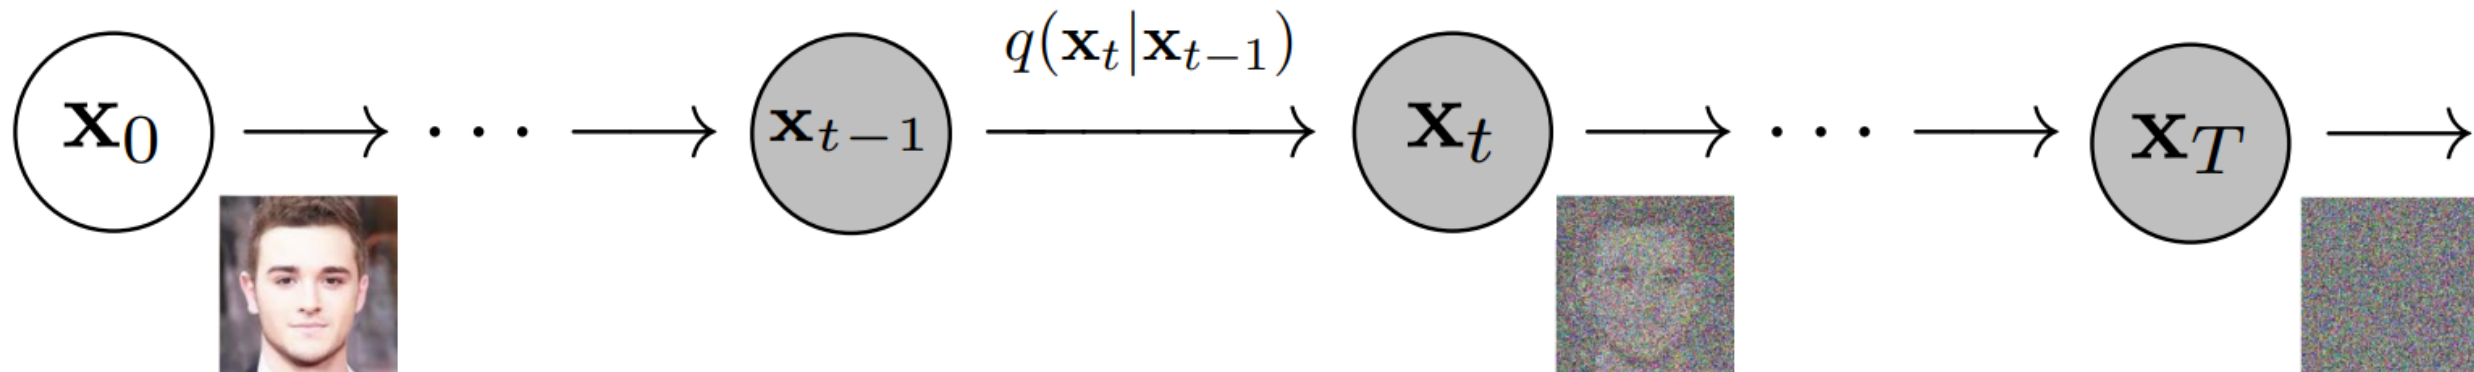 q(x_t|x_{t-1})
x_0 → · · · → x_{t-1} → x_t → · · · → x_T →